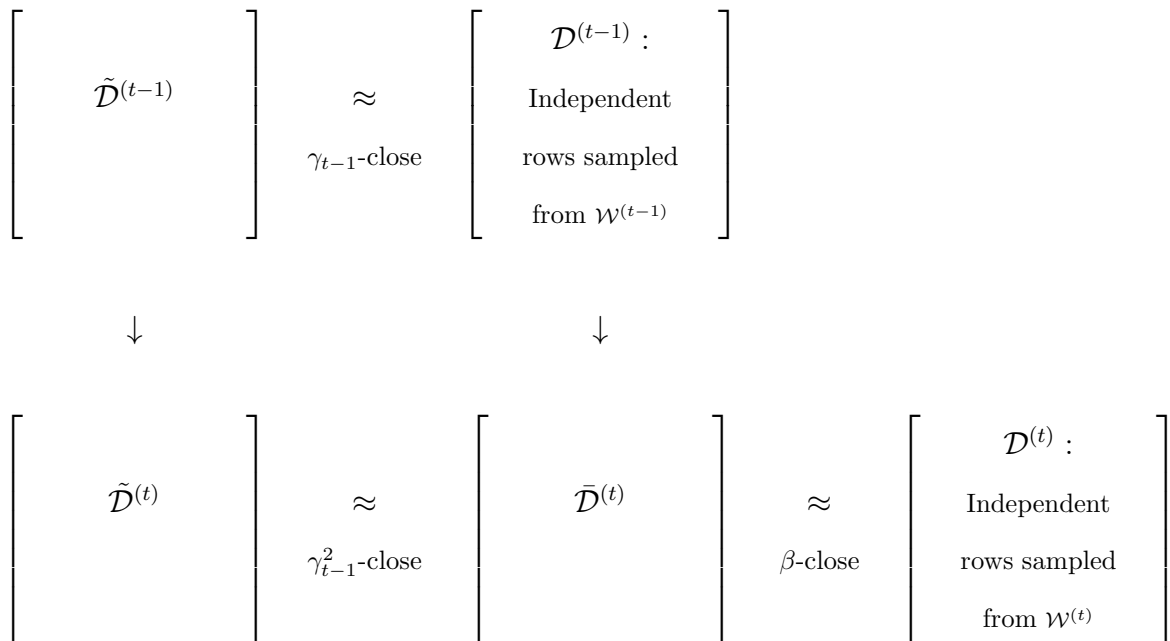 𝒟^{(t−1)} :
𝒟̃^{(t−1)} ≈ Independent
γ_{t−1}-close rows sampled
from 𝒲^{(t−1)}
↓ ↓
𝒟^{(t)} :
𝒟̃^{(t)} ≈ 𝒟̄^{(t)} ≈ Independent
γ²_{t−1}-close β-close rows sampled
from 𝒲^{(t)}